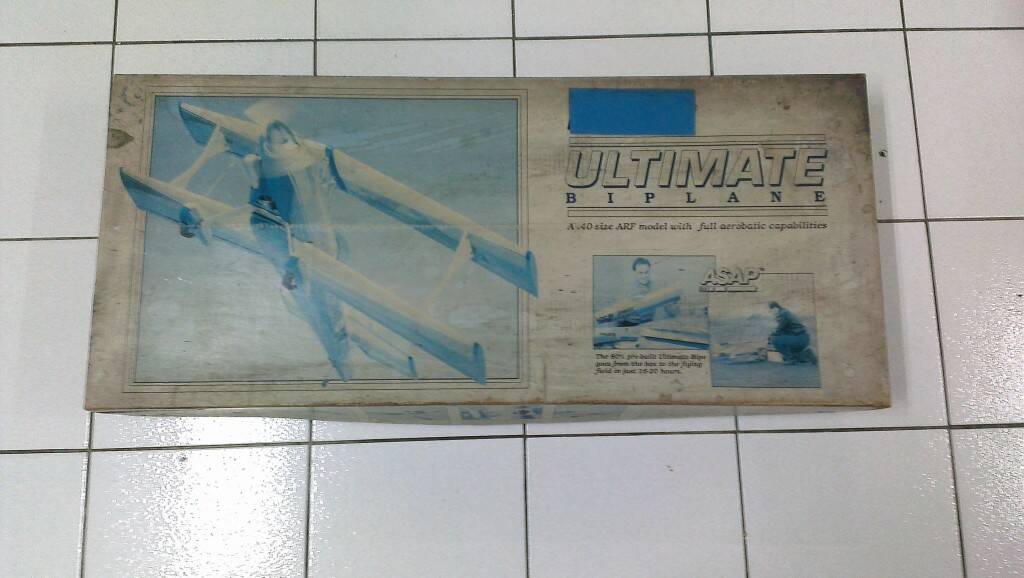 ULTIMATE
BIPLANE
A .40 size ARF model with full aerobatic capabilities
ASAP™
The 80% pre-built Ultimate Bipe
goes from the box to the flying
field in just 16-20 hours.